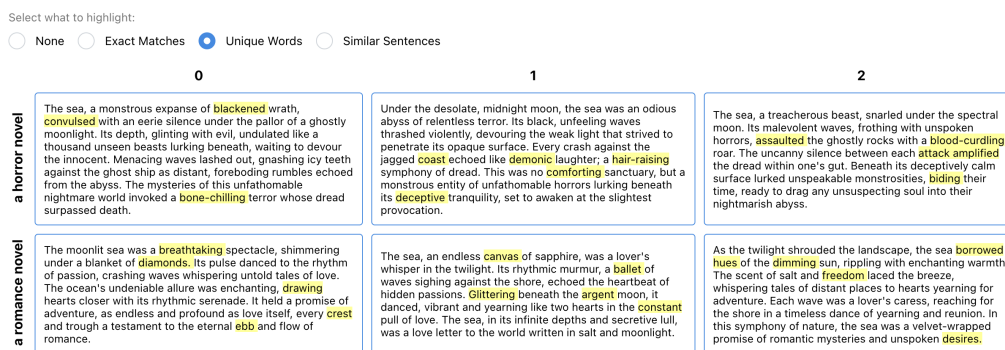 Select what to highlight:
None Exact Matches Unique Words Similar Sentences
0 1 2
a horror novel
The sea, a monstrous expanse of blackened wrath,
convulsed with an eerie silence under the pallor of a ghostly
moonlight. Its depth, glinting with evil, undulated like a
thousand unseen beasts lurking beneath, waiting to devour
the innocent. Menacing waves lashed out, gnashing icy teeth
against the ghost ship as distant, foreboding rumbles echoed
from the abyss. The mysteries of this unfathomable
nightmare world invoked a bone-chilling terror whose dread
surpassed death.
Under the desolate, midnight moon, the sea was an odious
abyss of relentless terror. Its black, unfeeling waves
thrashed violently, devouring the weak light that strived to
penetrate its opaque surface. Every crash against the
jagged coast echoed like demonic laughter; a hair-raising
symphony of dread. This was no comforting sanctuary, but a
monstrous entity of unfathomable horrors lurking beneath
its deceptive tranquility, set to awaken at the slightest
provocation.
The sea, a treacherous beast, snarled under the spectral
moon. Its malevolent waves, frothing with unspoken
horrors, assaulted the ghostly rocks with a blood-curdling
roar. The uncanny silence between each attack amplified
the dread within one's gut. Beneath its deceptively calm
surface lurked unspeakable monstrosities, biding their
time, ready to drag any unsuspecting soul into their
nightmarish abyss.
a romance novel
The moonlit sea was a breathtaking spectacle, shimmering
under a blanket of diamonds. Its pulse danced to the rhythm
of passion, crashing waves whispering untold tales of love.
The ocean's undeniable allure was enchanting, drawing
hearts closer with its rhythmic serenade. It held a promise of
adventure, as endless and profound as love itself, every crest
and trough a testament to the eternal ebb and flow of
romance.
The sea, an endless canvas of sapphire, was a lover's
whisper in the twilight. Its rhythmic murmur, a ballet of
waves sighing against the shore, echoed the heartbeat of
hidden passions. Glittering beneath the argent moon, it
danced, vibrant and yearning like two hearts in the constant
pull of love. The sea, in its infinite depths and secretive lull,
was a love letter to the world written in salt and moonlight.
As the twilight shrouded the landscape, the sea borrowed
hues of the dimming sun, rippling with enchanting warmth
The scent of salt and freedom laced the breeze,
whispering tales of distant places to hearts yearning for
adventure. Each wave was a lover's caress, reaching for
the shore in a timeless dance of yearning and reunion. In
this symphony of nature, the sea was a velvet-wrapped
promise of romantic mysteries and unspoken desires.